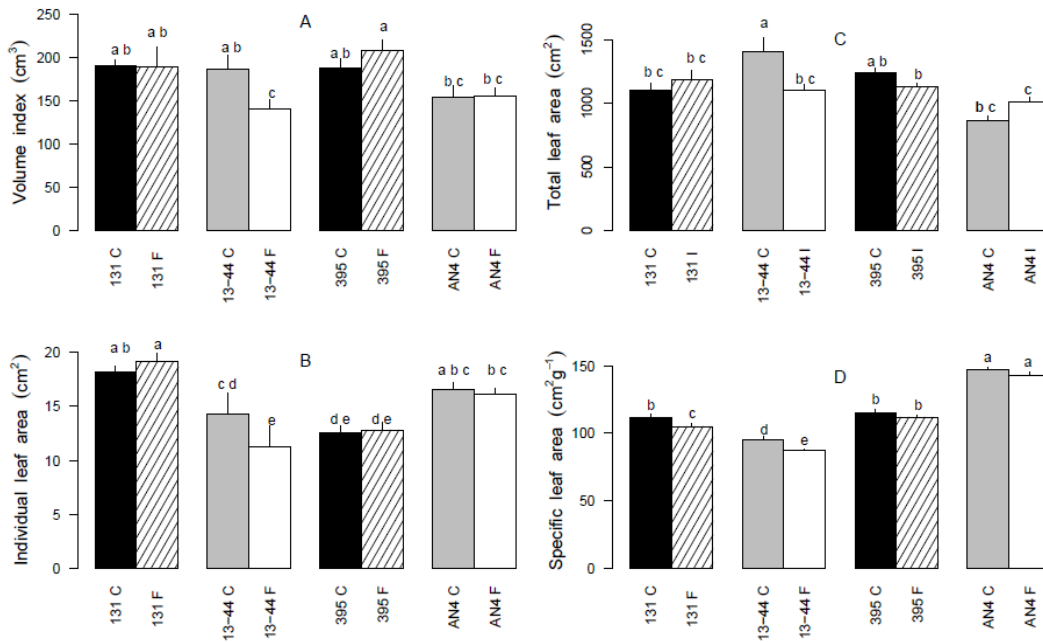 A
Volume index (cm³)
250
200
150
100
50
0
a b
a b
a b
c
a b
a
b c
b c
131 C
131 F
13−44 C
13−44 F
395 C
395 F
AN4 C
AN4 F
C
Total leaf area (cm²)
1500
1000
500
0
b c
b c
a
b c
a b
b
b c
c
131 C
131 I
13−44 C
13−44 I
395 C
395 I
AN4 C
AN4 I
B
Individual leaf area (cm²)
20
15
10
5
0
a b
a
c d
e
d e
d e
a b c
b c
131 C
131 F
13−44 C
13−44 F
395 C
395 F
AN4 C
AN4 F
D
Specific leaf area (cm²g⁻¹)
150
100
50
0
b
c
d
e
b
b
a
a
131 C
131 F
13−44 C
13−44 F
395 C
395 F
AN4 C
AN4 F